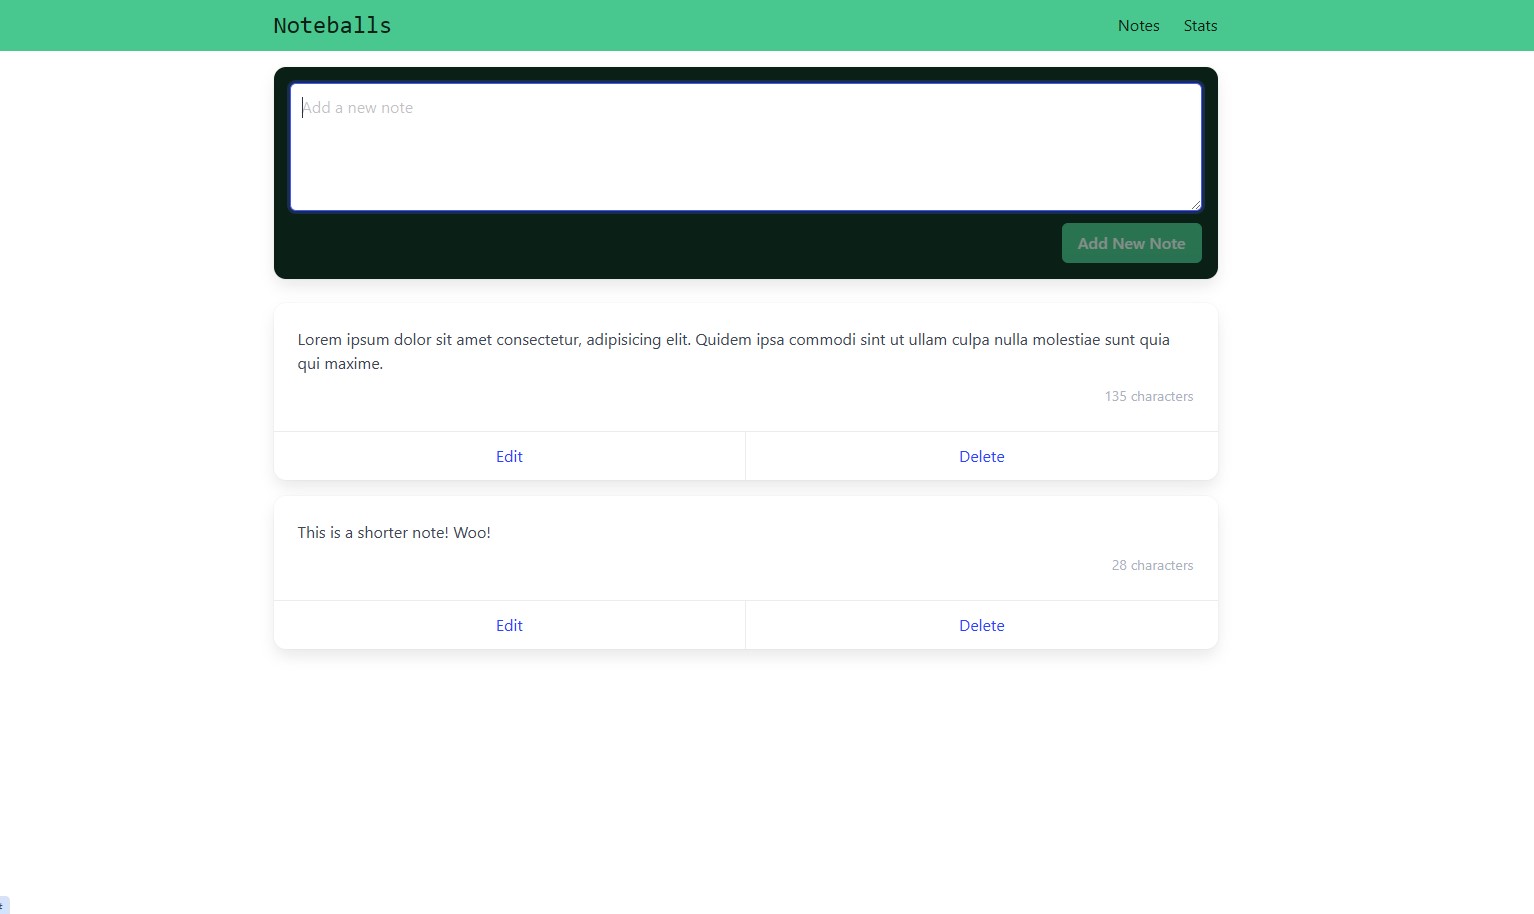 Noteballs
Notes
Stats
Add a new note
Add New Note
Lorem ipsum dolor sit amet consectetur, adipisicing elit. Quidem ipsa commodi sint ut ullam culpa nulla molestiae sunt quia
qui maxime.
135 characters
Edit
Delete
This is a shorter note! Woo!
28 characters
Edit
Delete